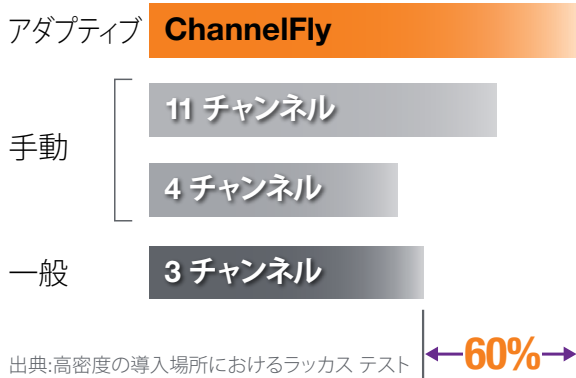 アダプティブ ChannelFly
手動
11 チャンネル
4 チャンネル
一般 3 チャンネル
60%
出典:高密度の導入場所におけるラッカス テスト